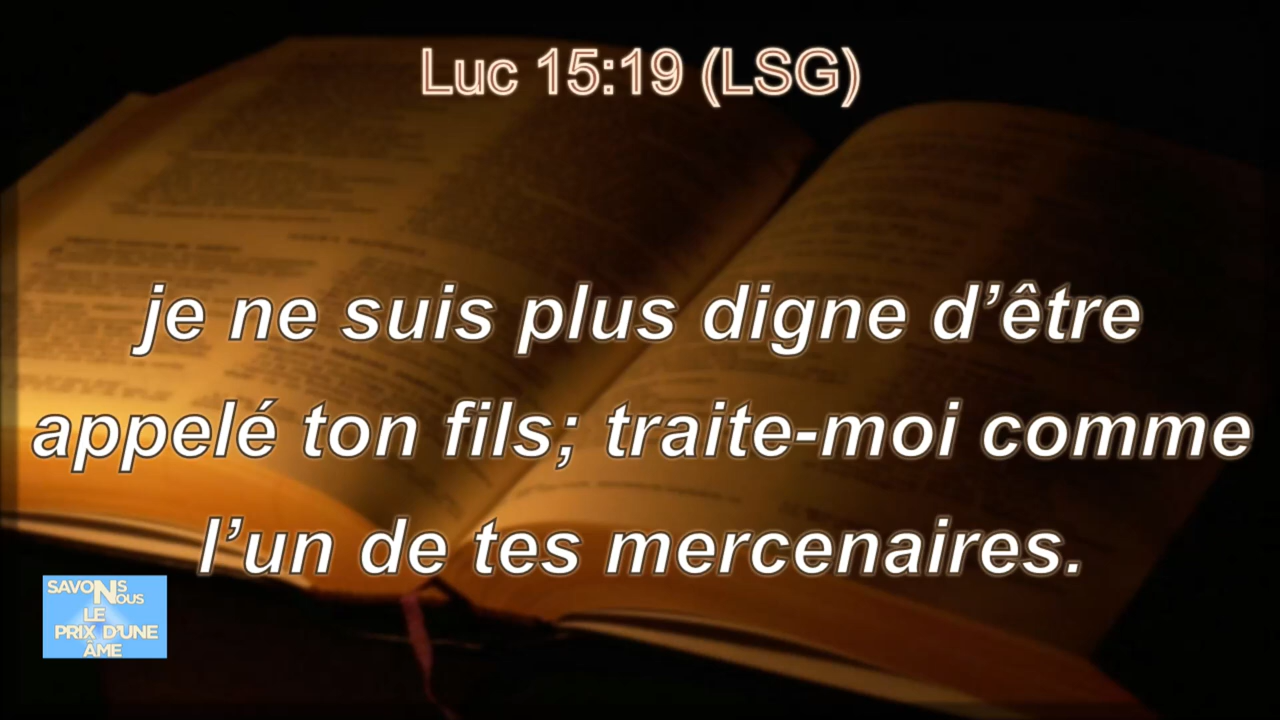 Luc 15:19 (LSG)
je ne suis plus digne d’être
appelé ton fils; traite-moi comme
l’un de tes mercenaires.
SAVONS
NOUS
LE
PRIX D'UNE
ÂME